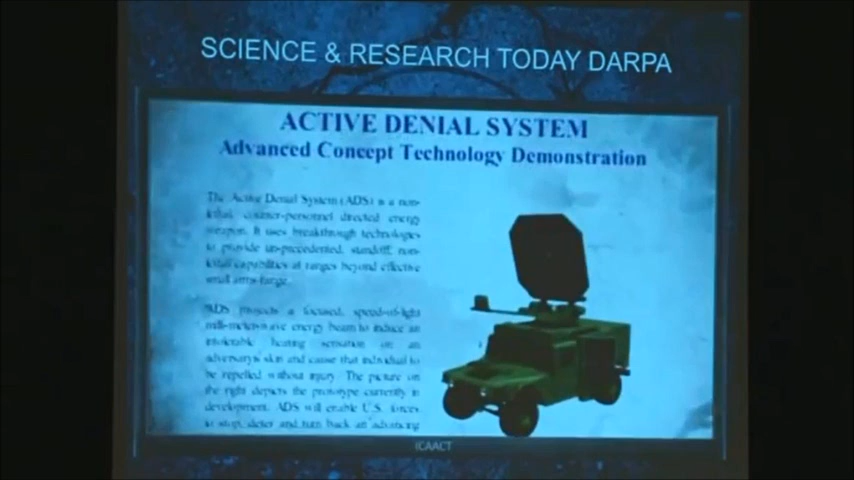 SCIENCE & RESEARCH TODAY DARPA
ACTIVE DENIAL SYSTEM
Advanced Concept Technology Demonstration
The Active Denial System (ADS) is a non-
lethal, counter-personnel directed energy
weapon. It uses breakthrough technologies
to provide unprecedented, standoff, non-
lethal capabilities at ranges beyond effective
small arms range.
ADS projects a focused, speed-of-light
millimeter-wave energy beam to induce an
intolerable heating sensation on an
adversary's skin and cause that individual to
be repelled without injury. The picture on
the right depicts the prototype currently in
development. ADS will enable U.S. forces
to stop, deter and turn back an advancing
ICAACT